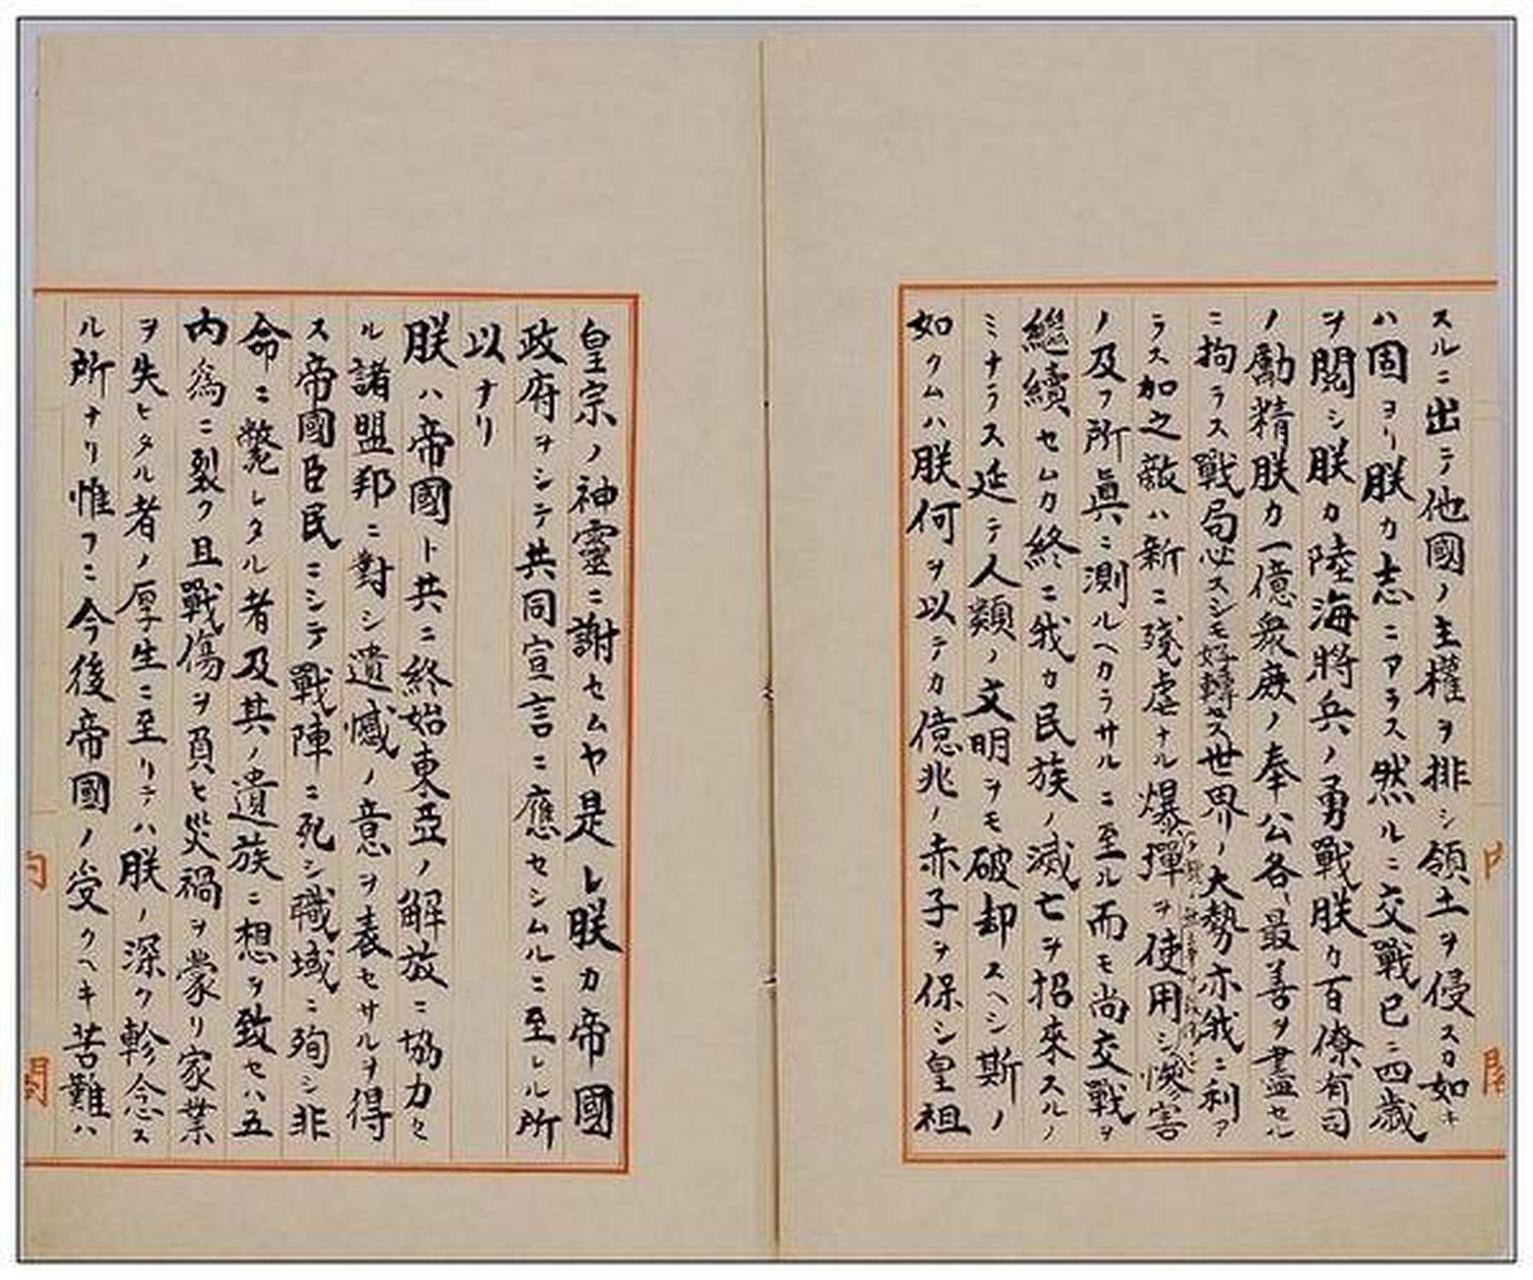 スルニ出テ他國ノ主權ヲ排シ領土ヲ侵スカ如キ
ハ固ヨリ朕カ志ニアラス然ルニ交戰已ニ四歳
ヲ閲シ朕カ陸海將兵ノ勇戰朕カ百僚有司
ノ勵精朕カ一億衆庶ノ奉公各〻最善ヲ盡セル
ニ拘ラス戰局必スシモ好轉セス世界ノ大勢亦我ニ利ア
ラス加之敵ハ新ニ殘虐ナル爆彈ヲ使用シ慘害
頻ニ無辜ヲ殺傷シ
ノ及フ所眞ニ測ルヘカラサルニ至ル而モ尚交戰ヲ
繼續セムカ終ニ我カ民族ノ滅亡ヲ招來スルノ
ミナラス延テ人類ノ文明ヲモ破却スヘシ斯ノ
如クムハ朕何ヲ以テカ億兆ノ赤子ヲ保シ皇祖
内閣
皇宗ノ神靈ニ謝セムヤ是レ朕カ帝國
政府ヲシテ共同宣言ニ應セシムルニ至レル所
以ナリ
朕ハ帝國ト共ニ終始東亞ノ解放ニ協力セ
ル諸盟邦ニ對シ遺憾ノ意ヲ表セサルヲ得
ス帝國臣民ニシテ戰陣ニ死シ職域ニ殉シ非
命ニ斃レタル者及其ノ遺族ニ想ヲ致セハ五
内爲ニ裂ク且戰傷ヲ負ヒ災禍ヲ蒙リ家業
ヲ失ヒタル者ノ厚生ニ至リテハ朕ノ深ク軫念ス
ル所ナリ惟フニ今後帝國ノ受クヘキ苦難ハ
内閣